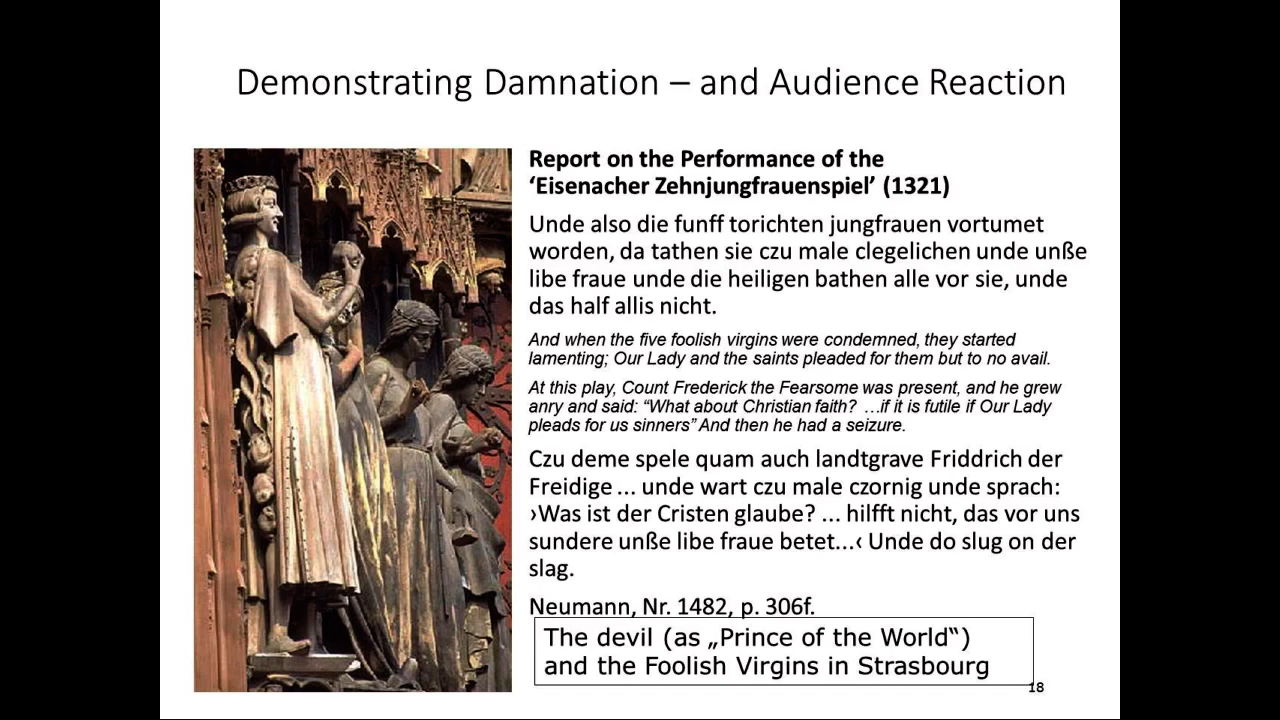 Demonstrating Damnation – and Audience Reaction
Report on the Performance of the
‘Eisenacher Zehnjungfrauenspiel’ (1321)
Unde also die funff torichten jungfrauen vortumet
worden, da tathen sie czu male clegelichen unde unße
libe fraue unde die heiligen bathen alle vor sie, unde
das half allis nicht.
And when the five foolish virgins were condemned, they started
lamenting; Our Lady and the saints pleaded for them but to no avail.
At this play, Count Frederick the Fearsome was present, and he grew
anry and said: “What about Christian faith? …if it is futile if Our Lady
pleads for us sinners” And then he had a seizure.
Czu deme spele quam auch landtgrave Friddrich der
Freidige ... unde wart czu male czornig unde sprach:
›Was ist der Cristen glaube? ... hilfft nicht, das vor uns
sundere unße libe fraue betet...‹ Unde do slug on der
slag.
Neumann, Nr. 1482, p. 306f.
The devil (as „Prince of the World“)
and the Foolish Virgins in Strasbourg
18